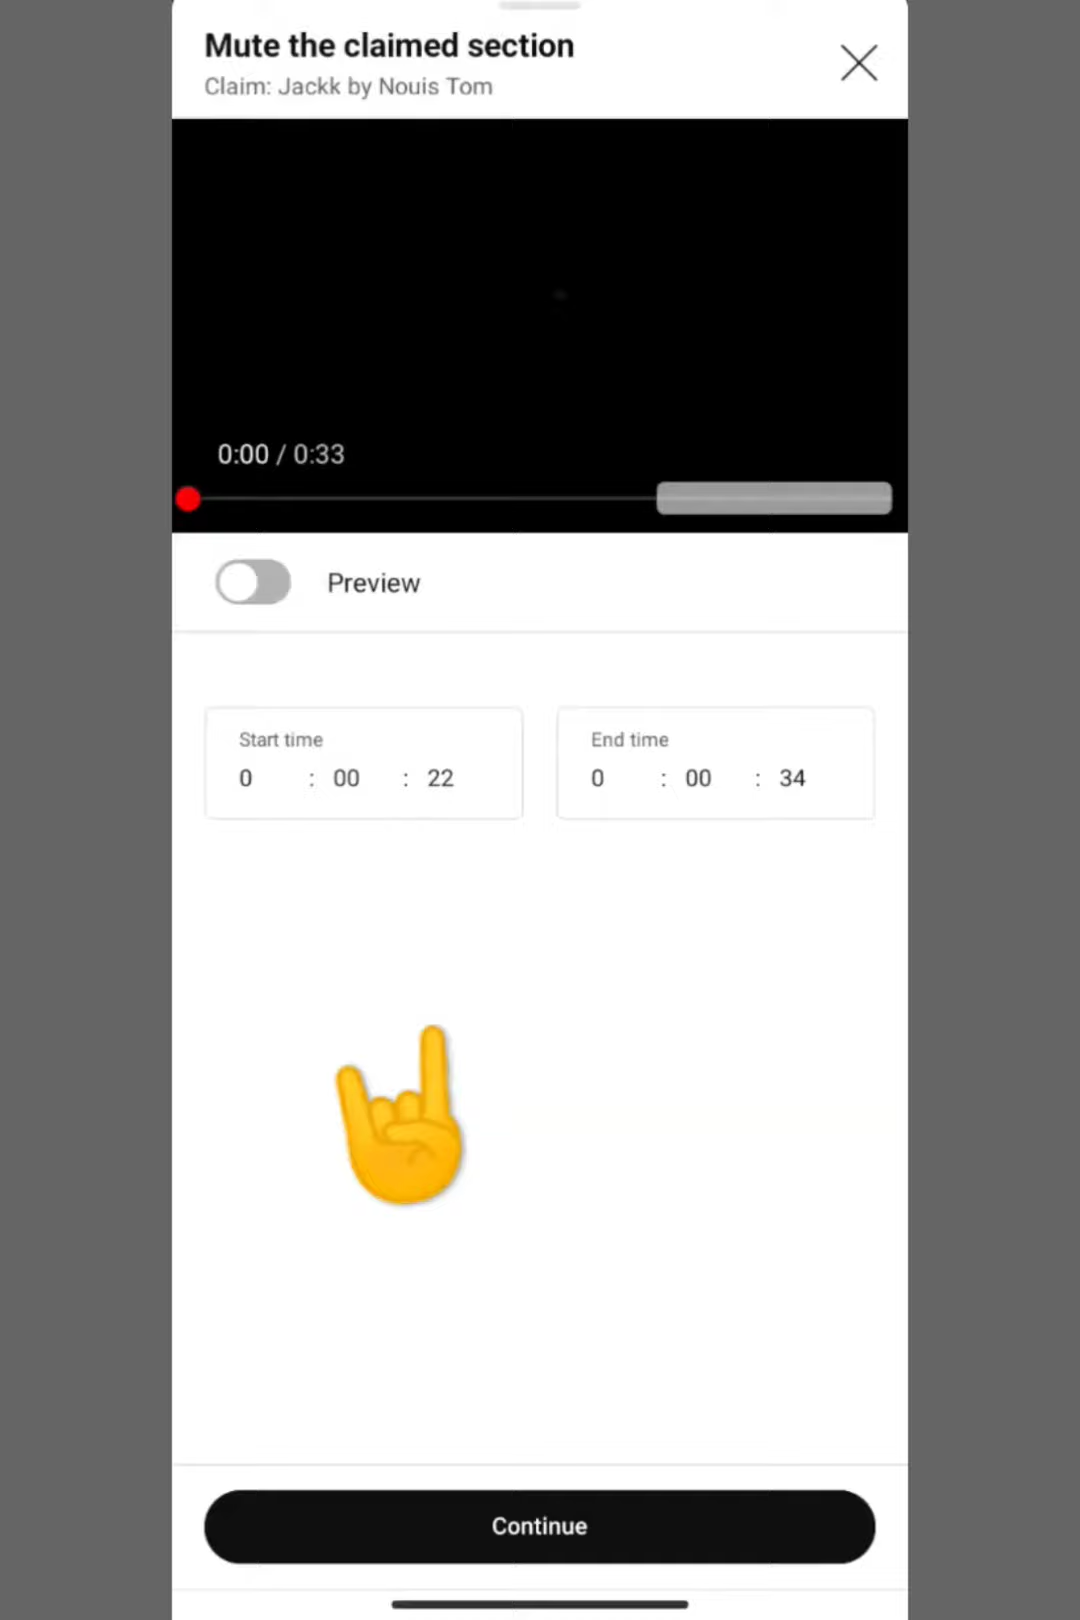 Mute the claimed section
Claim: Jackk by Nouis Tom
0:00 / 0:33
Preview
Start time
0 : 00 : 22
End time
0 : 00 : 34
Continue